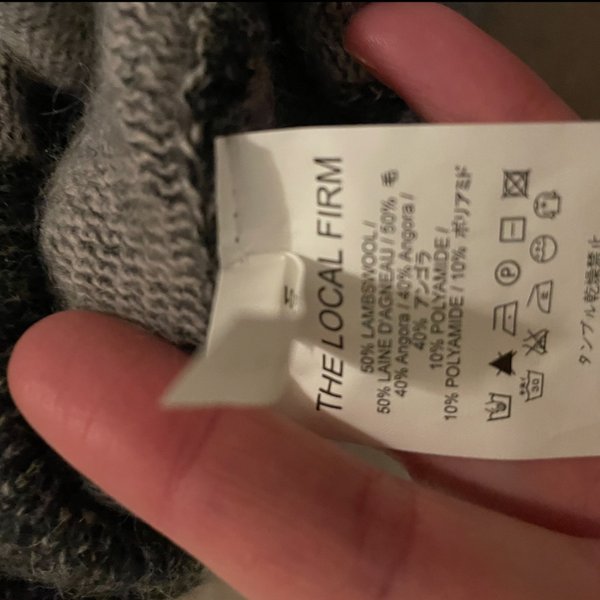 THE LOCAL FIRM
50% LAMBSWOOL /
50% LAINE D'AGNEAU / 50% 毛
40% Angora / 40% Angora /
40% アンゴラ
10% POLYAMIDE /
10% POLYAMIDE / 10% ポリアミド
P
30
タンブル乾燥禁止